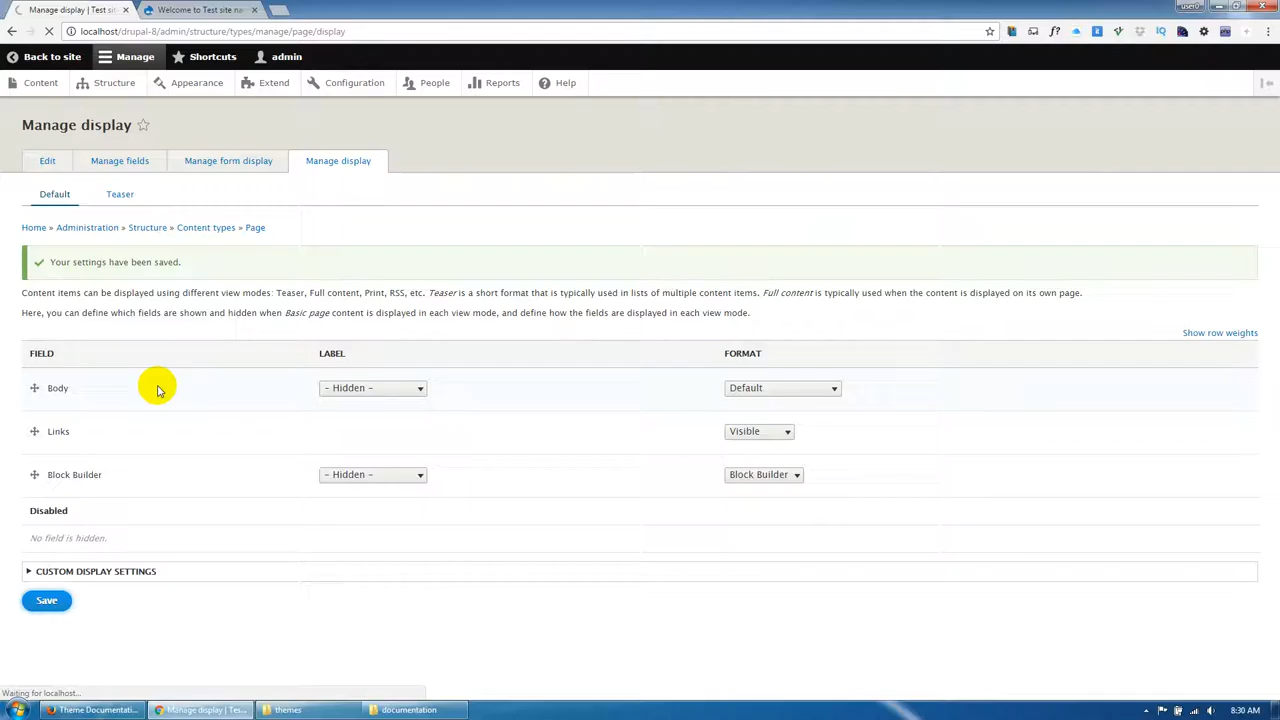 Manage display | Test sit
Welcome to Test site na
user0
localhost/drupal-8/admin/structure/types/manage/page/display
Back to site
Manage
Shortcuts
admin
Content
Structure
Appearance
Extend
Configuration
People
Reports
Help
Manage display
Edit
Manage fields
Manage form display
Manage display
Default
Teaser
Home » Administration » Structure » Content types » Page
Your settings have been saved.
Content items can be displayed using different view modes: Teaser, Full content, Print, RSS, etc. Teaser is a short format that is typically used in lists of multiple content items. Full content is typically used when the content is displayed on its own page.
Here, you can define which fields are shown and hidden when Basic page content is displayed in each view mode, and define how the fields are displayed in each view mode.
Show row weights
FIELD LABEL FORMAT
Body - Hidden - Default
Links Visible
Block Builder - Hidden - Block Builder
Disabled
No field is hidden.
CUSTOM DISPLAY SETTINGS
Save
Waiting for localhost...
Theme Documentati...
Manage display | Tes...
themes
documentation
8:30 AM